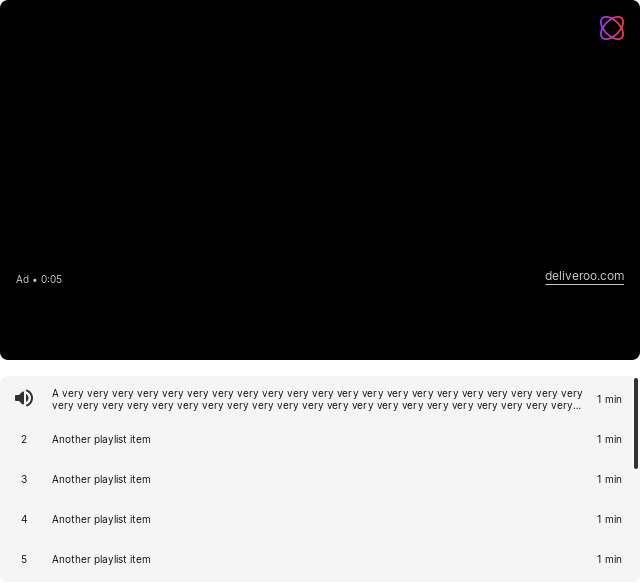 Ad • 0:05
deliveroo.com
A very very very very very very very very very very very very very very very very very very very very very
very very very very very very very very very very very very very very very very very very very very very...
1 min
2 Another playlist item 1 min
3 Another playlist item 1 min
4 Another playlist item 1 min
5 Another playlist item 1 min